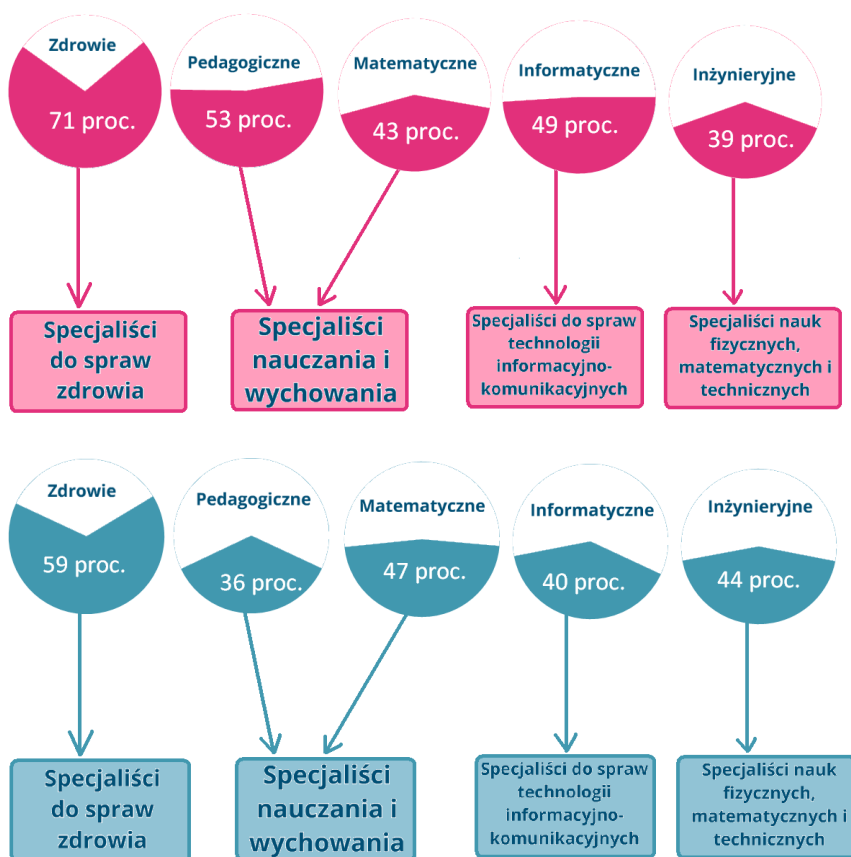 Zdrowie
71 proc.
Pedagogiczne
53 proc.
Matematyczne
43 proc.
Informatyczne
49 proc.
Inżynieryjne
39 proc.
Specjaliści
do spraw
zdrowia
Specjaliści
nauczania i
wychowania
Specjaliści do spraw
technologii
informacyjno-
komunikacyjnych
Specjaliści nauk
fizycznych,
matematycznych i
technicznych
Zdrowie
59 proc.
Pedagogiczne
36 proc.
Matematyczne
47 proc.
Informatyczne
40 proc.
Inżynieryjne
44 proc.
Specjaliści
do spraw
zdrowia
Specjaliści
nauczania i
wychowania
Specjaliści do spraw
technologii
informacyjno-
komunikacyjnych
Specjaliści nauk
fizycznych,
matematycznych i
technicznych